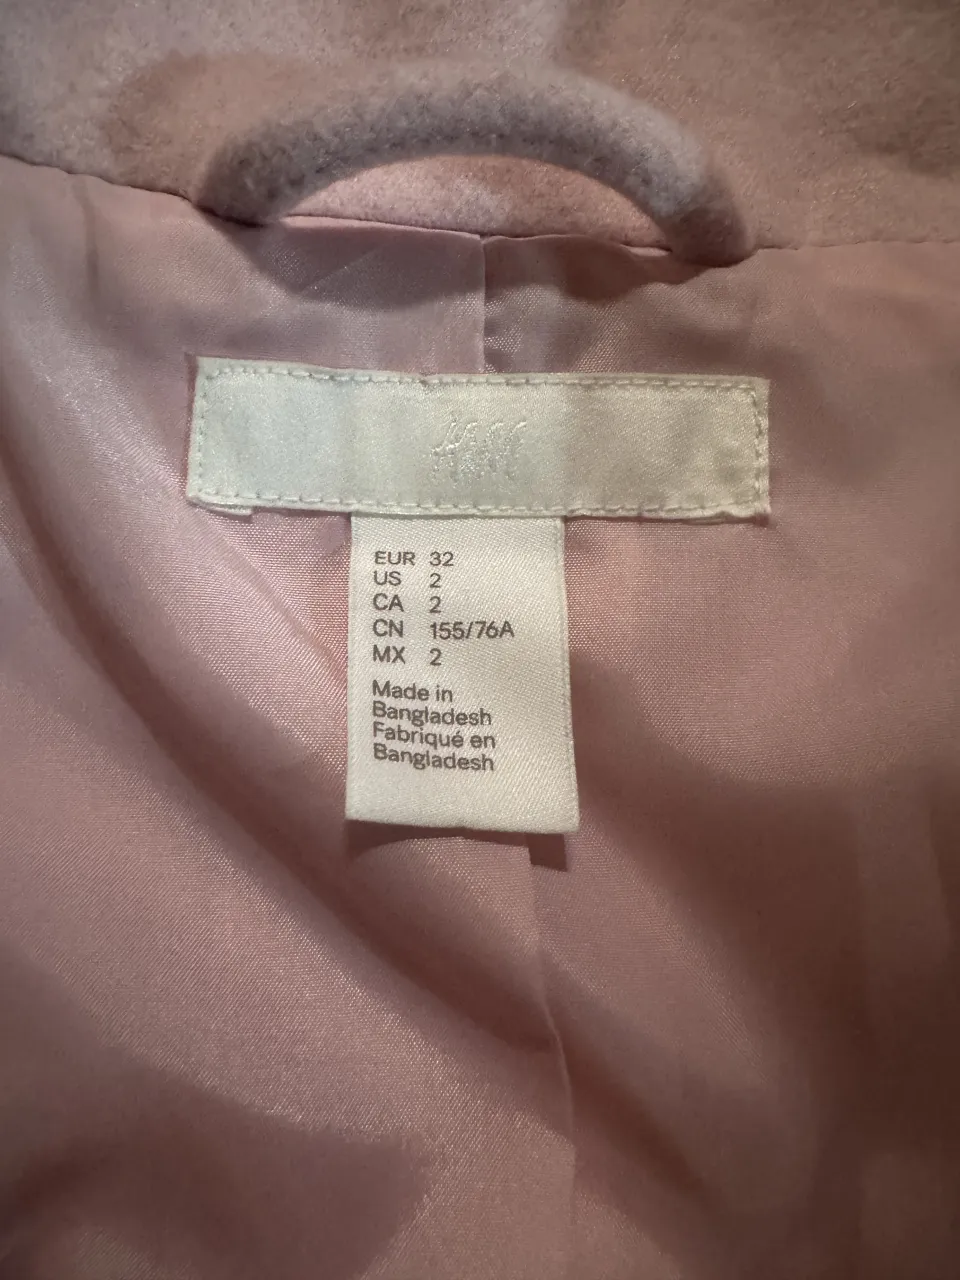 H&M
EUR 32
US 2
CA 2
CN 155/76A
MX 2
Made in
Bangladesh
Fabriqué en
Bangladesh